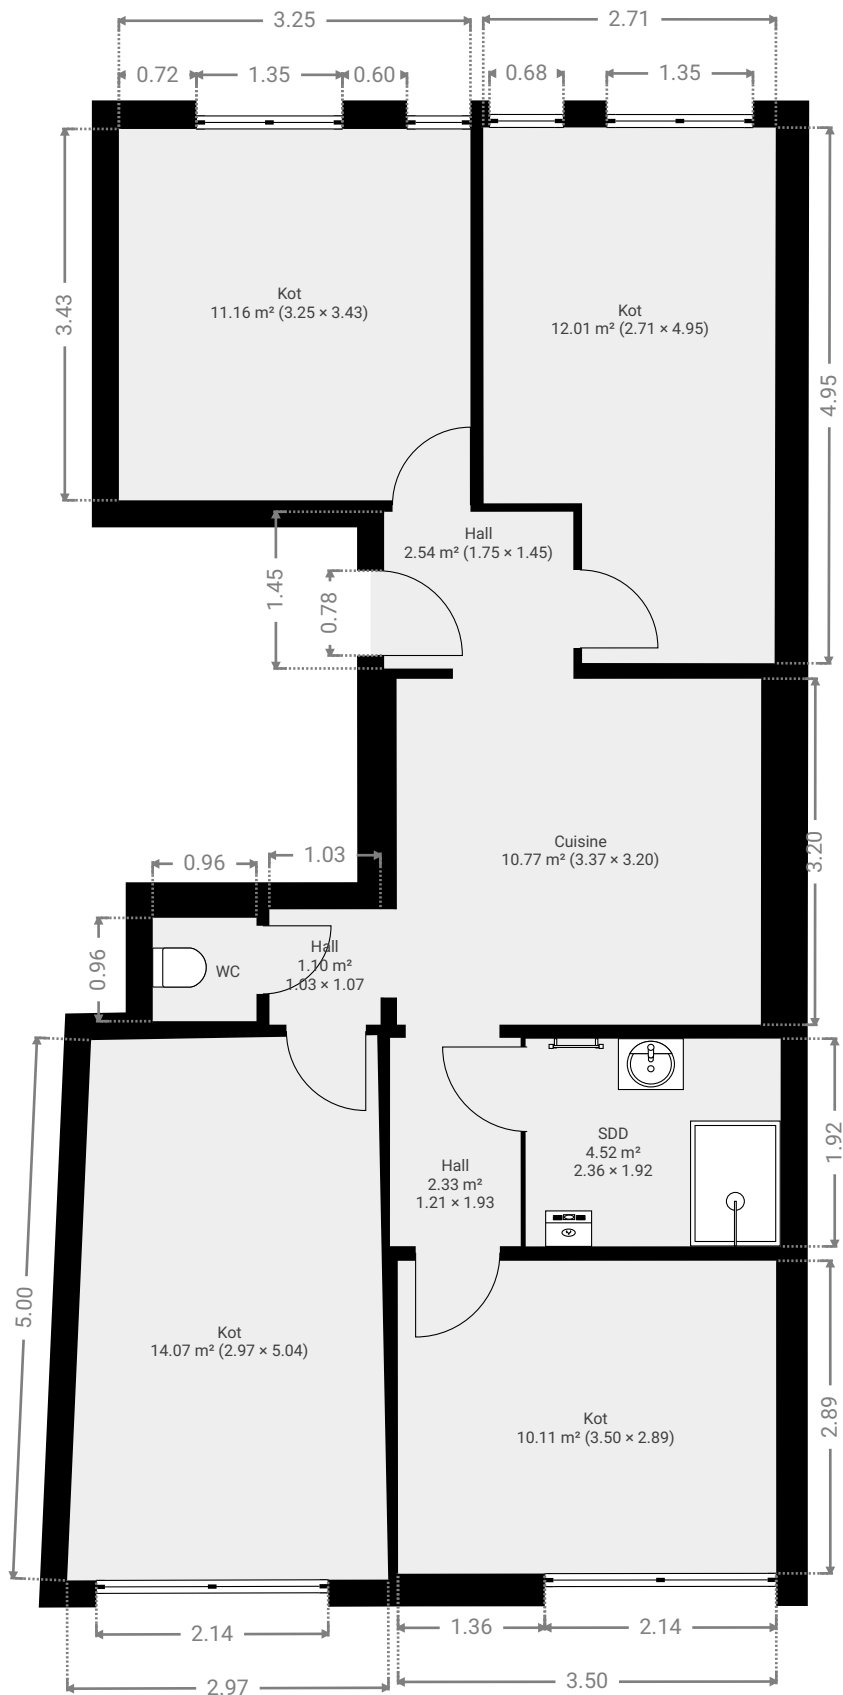 3.25
2.71
0.72
1.35
0.60
0.68
1.35
3.43
4.95
Kot
11.16 m² (3.25 × 3.43)
Kot
12.01 m² (2.71 × 4.95)
Hall
2.54 m² (1.75 × 1.45)
1.45
0.78
Cuisine
10.77 m² (3.37 × 3.20)
3.20
0.96
1.03
0.96
WC
Hall
1.10 m²
1.03 × 1.07
SDD
4.52 m²
2.36 × 1.92
1.92
Hall
2.33 m²
1.21 × 1.93
5.00
Kot
14.07 m² (2.97 × 5.04)
Kot
10.11 m² (3.50 × 2.89)
2.89
2.14
1.36
2.14
2.97
3.50